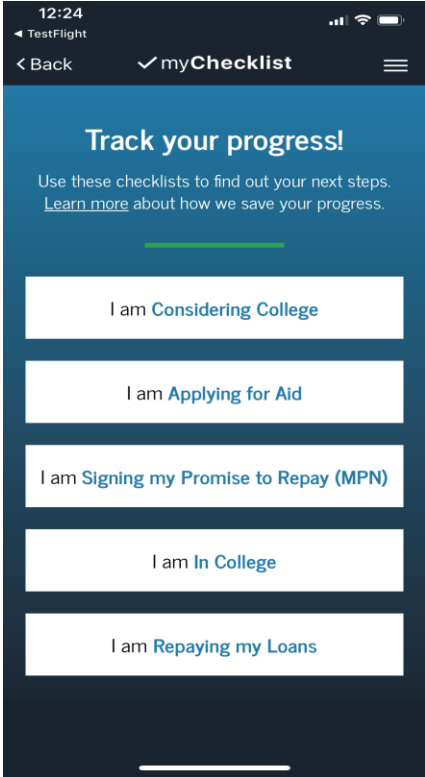 12:24
◀ TestFlight
< Back
✓ myChecklist
Track your progress!
Use these checklists to find out your next steps.
Learn more about how we save your progress.
I am Considering College
I am Applying for Aid
I am Signing my Promise to Repay (MPN)
I am In College
I am Repaying my Loans